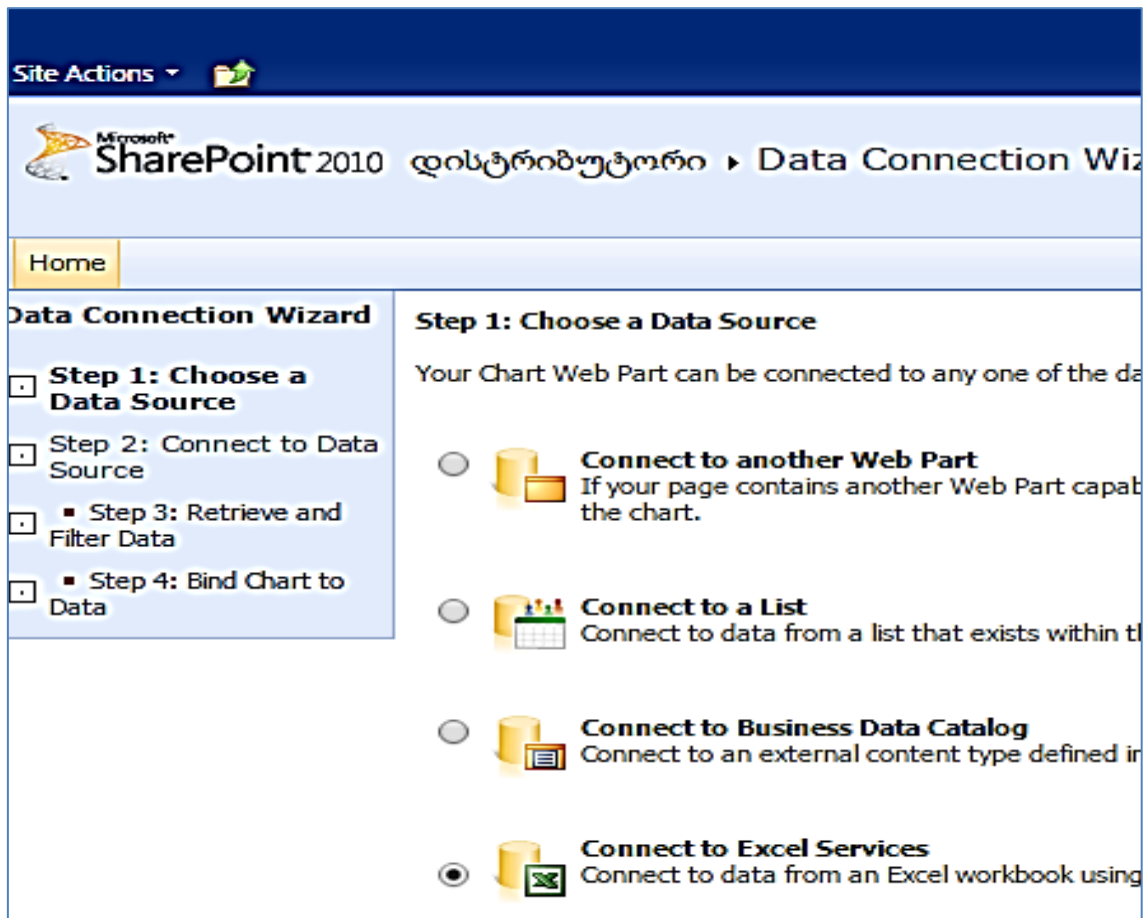 Site Actions
Microsoft
SharePoint 2010 დისტრიბუტორი ▸ Data Connection Wiz
Home
Data Connection Wizard
Step 1: Choose a
Data Source
Step 2: Connect to Data
Source
▪ Step 3: Retrieve and
Filter Data
▪ Step 4: Bind Chart to
Data
Step 1: Choose a Data Source
Your Chart Web Part can be connected to any one of the da
Connect to another Web Part
If your page contains another Web Part capab
the chart.
Connect to a List
Connect to data from a list that exists within th
Connect to Business Data Catalog
Connect to an external content type defined in
Connect to Excel Services
Connect to data from an Excel workbook using